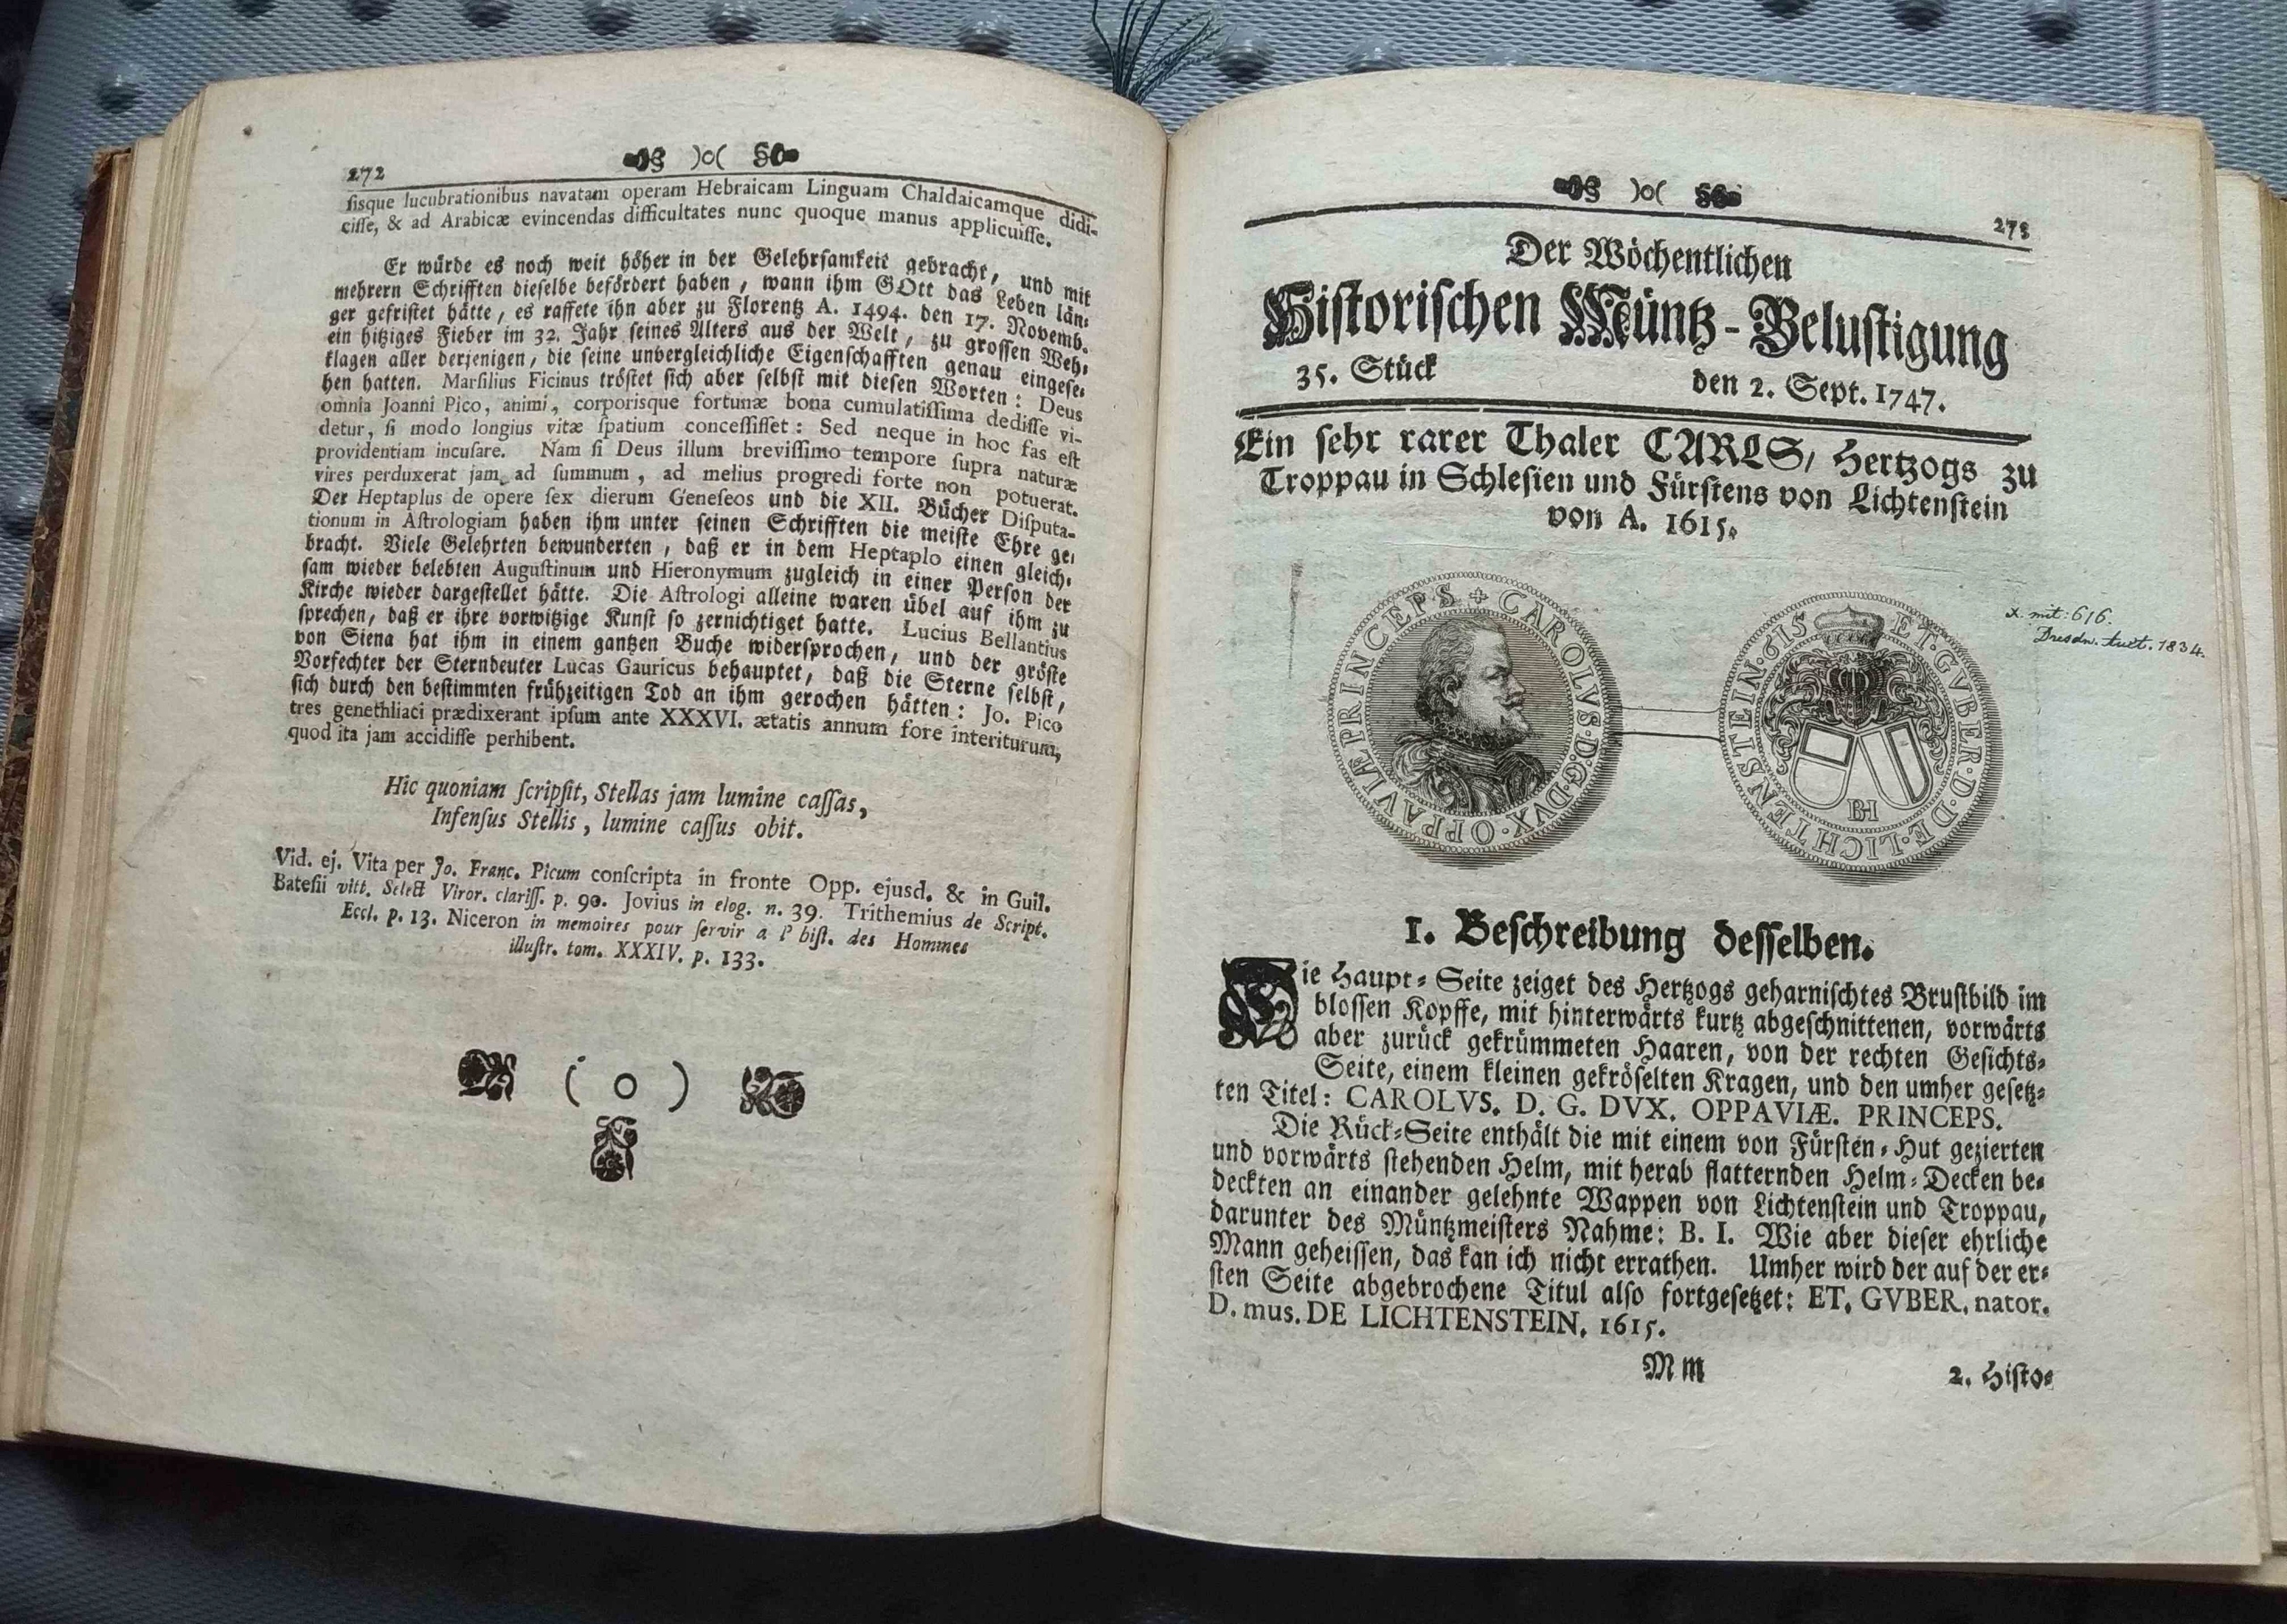 272
ſisque lucubrationibus navatam operam Hebraicam Linguam Chaldaicamque didi-
ciſſe, & ad Arabicæ evincendas difficultates nunc quoque manus applicuiſſe.
Er würde es noch weit höher in der Gelehrſamkeit gebracht, und mit
mehrern Schrifften dieſelbe befördert haben, wann ihm GOtt das Leben län-
ger gefriſtet hätte, es raffete ihn aber zu Florentz A. 1494. den 17. Novemb.
ein hitziges Fieber im 32. Jahr ſeines Alters aus der Welt, zu groſſen Weh-
klagen aller derjenigen, die ſeine unvergleichliche Eigenſchafften genau eingeſe-
hen hatten. Marſilius Ficinus tröſtet ſich aber ſelbſt mit dieſen Worten: Deus
omnia Joanni Pico, animi, corporisque fortunæ bona cumulatiſſima dediſſe vi-
detur, ſi modo longius vitæ ſpatium conceſſiſſet: Sed neque in hoc fas eſt
providentiam incuſare. Nam ſi Deus illum breviſſimo tempore ſupra naturæ
vires perduxerat jam ad ſummum, ad melius progredi forte non potuerat.
Der Heptaplus de opere ſex dierum Geneſeos und die XII. Bücher Diſputa-
tionum in Aſtrologiam haben ihm unter ſeinen Schrifften die meiſte Ehre ge-
bracht. Viele Gelehrten bewunderten, daß er in dem Heptaplo einen gleich-
ſam wieder belebten Auguſtinum und Hieronymum zugleich in einer Perſon der
Kirche wieder dargeſtellet hätte. Die Aſtrologi alleine waren übel auf ihm zu
ſprechen, daß er ihre vorwitzige Kunſt ſo zernichtiget hatte. Lucius Bellantius
von Siena hat ihm in einem gantzen Buche widerſprochen, und der gröſte
Vorfechter der Sterndeuter Lucas Gauricus behauptet, daß die Sterne ſelbſt,
ſich durch den beſtimmten frühzeitigen Tod an ihm gerochen hätten: Jo. Pico
tres genethliaci prædixerant ipſum ante XXXVI. ætatis annum fore interiturum,
quod ita jam accidiſſe perhibent.
Hic quoniam ſcripſit, Stellas jam lumine caſſas,
Infenſus Stellis, lumine caſſus obit.
Vid. ej. Vita per Jo. Franc. Picum conſcripta in fronte Opp. ejusd. & in Guil.
Bateſii vitt. Select Viror. clariſſ. p. 90. Jovius in elog. n. 39. Trithemius de Script.
Eccl. p. 13. Niceron in memoires pour ſervir a l' hiſt. des Hommes
illuſtr. tom. XXXIV. p. 133.
273
Der Wöchentlichen
Hiſtoriſchen Müntz-Beluſtigung
35. Stück den 2. Sept. 1747.
Ein ſehr rarer Thaler CARLS, Hertzogs zu
Troppau in Schleſien und Fürſtens von Lichtenſtein
von A. 1615.
CAROLVS·D:G·DVX·OPPAVIÆ PRINCEPS
ET·GVBER·D·DE·LICHTENSTEIN·615
BH
x. mit: 616.
Dresdn. Auct. 1834.
1. Beſchreibung deſſelben.
Die Haupt-Seite zeiget des Hertzogs geharniſchtes Bruſtbild im
bloſſen Kopffe, mit hinterwärts kurtz abgeſchnittenen, vorwärts
aber zurück gekrümmeten Haaren, von der rechten Geſichts-
Seite, einem kleinen gekröſelten Kragen, und den umher geſetz-
ten Titel: CAROLVS. D. G. DVX. OPPAVIÆ. PRINCEPS.
Die Rück-Seite enthält die mit einem von Fürſten-Hut gezierten
und vorwärts ſtehenden Helm, mit herab flatternden Helm-Decken be-
deckten an einander gelehnte Wappen von Lichtenſtein und Troppau,
darunter des Müntzmeiſters Nahme: B. I. Wie aber dieſer ehrliche
Mann geheiſſen, das kan ich nicht errathen. Umher wird der auf der er-
ſten Seite abgebrochene Titul alſo fortgeſetzet: ET. GVBER. nator.
D. mus. DE LICHTENSTEIN. 1615.
M m 2. Hiſto-